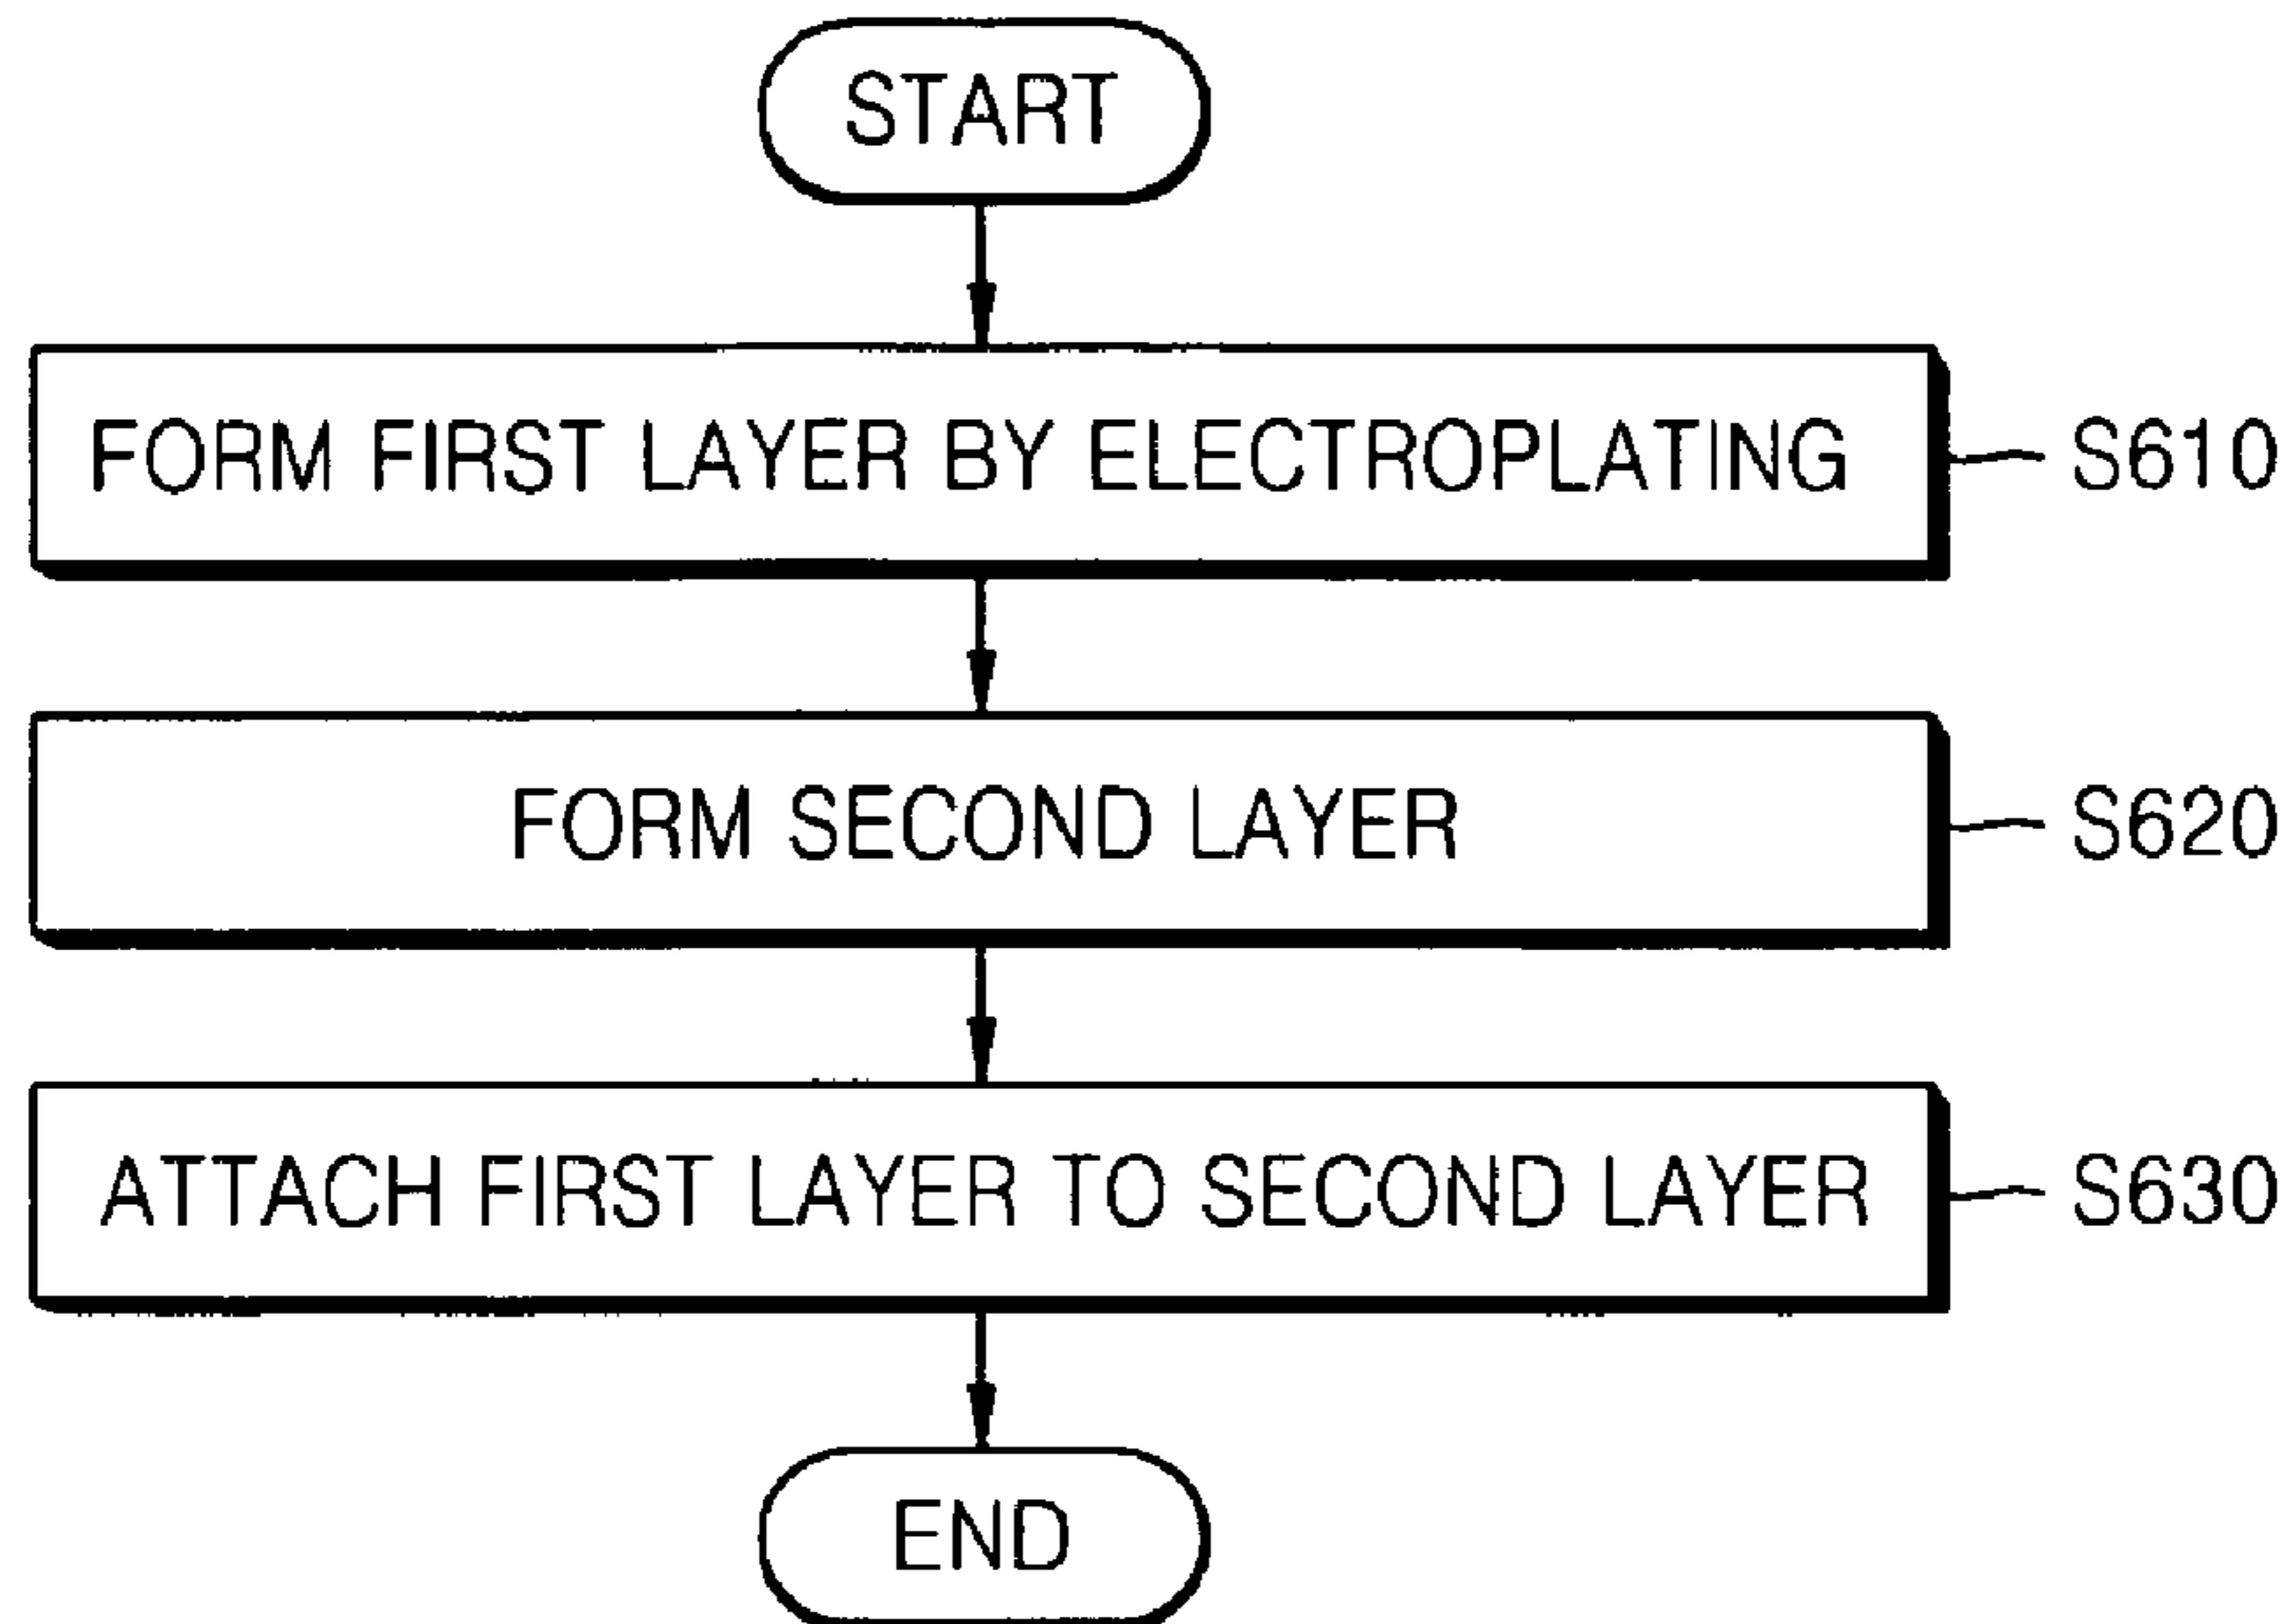 START
FORM FIRST LAYER BY ELECTROPLATING
S610
FORM SECOND LAYER
S620
ATTACH FIRST LAYER TO SECOND LAYER
S630
END